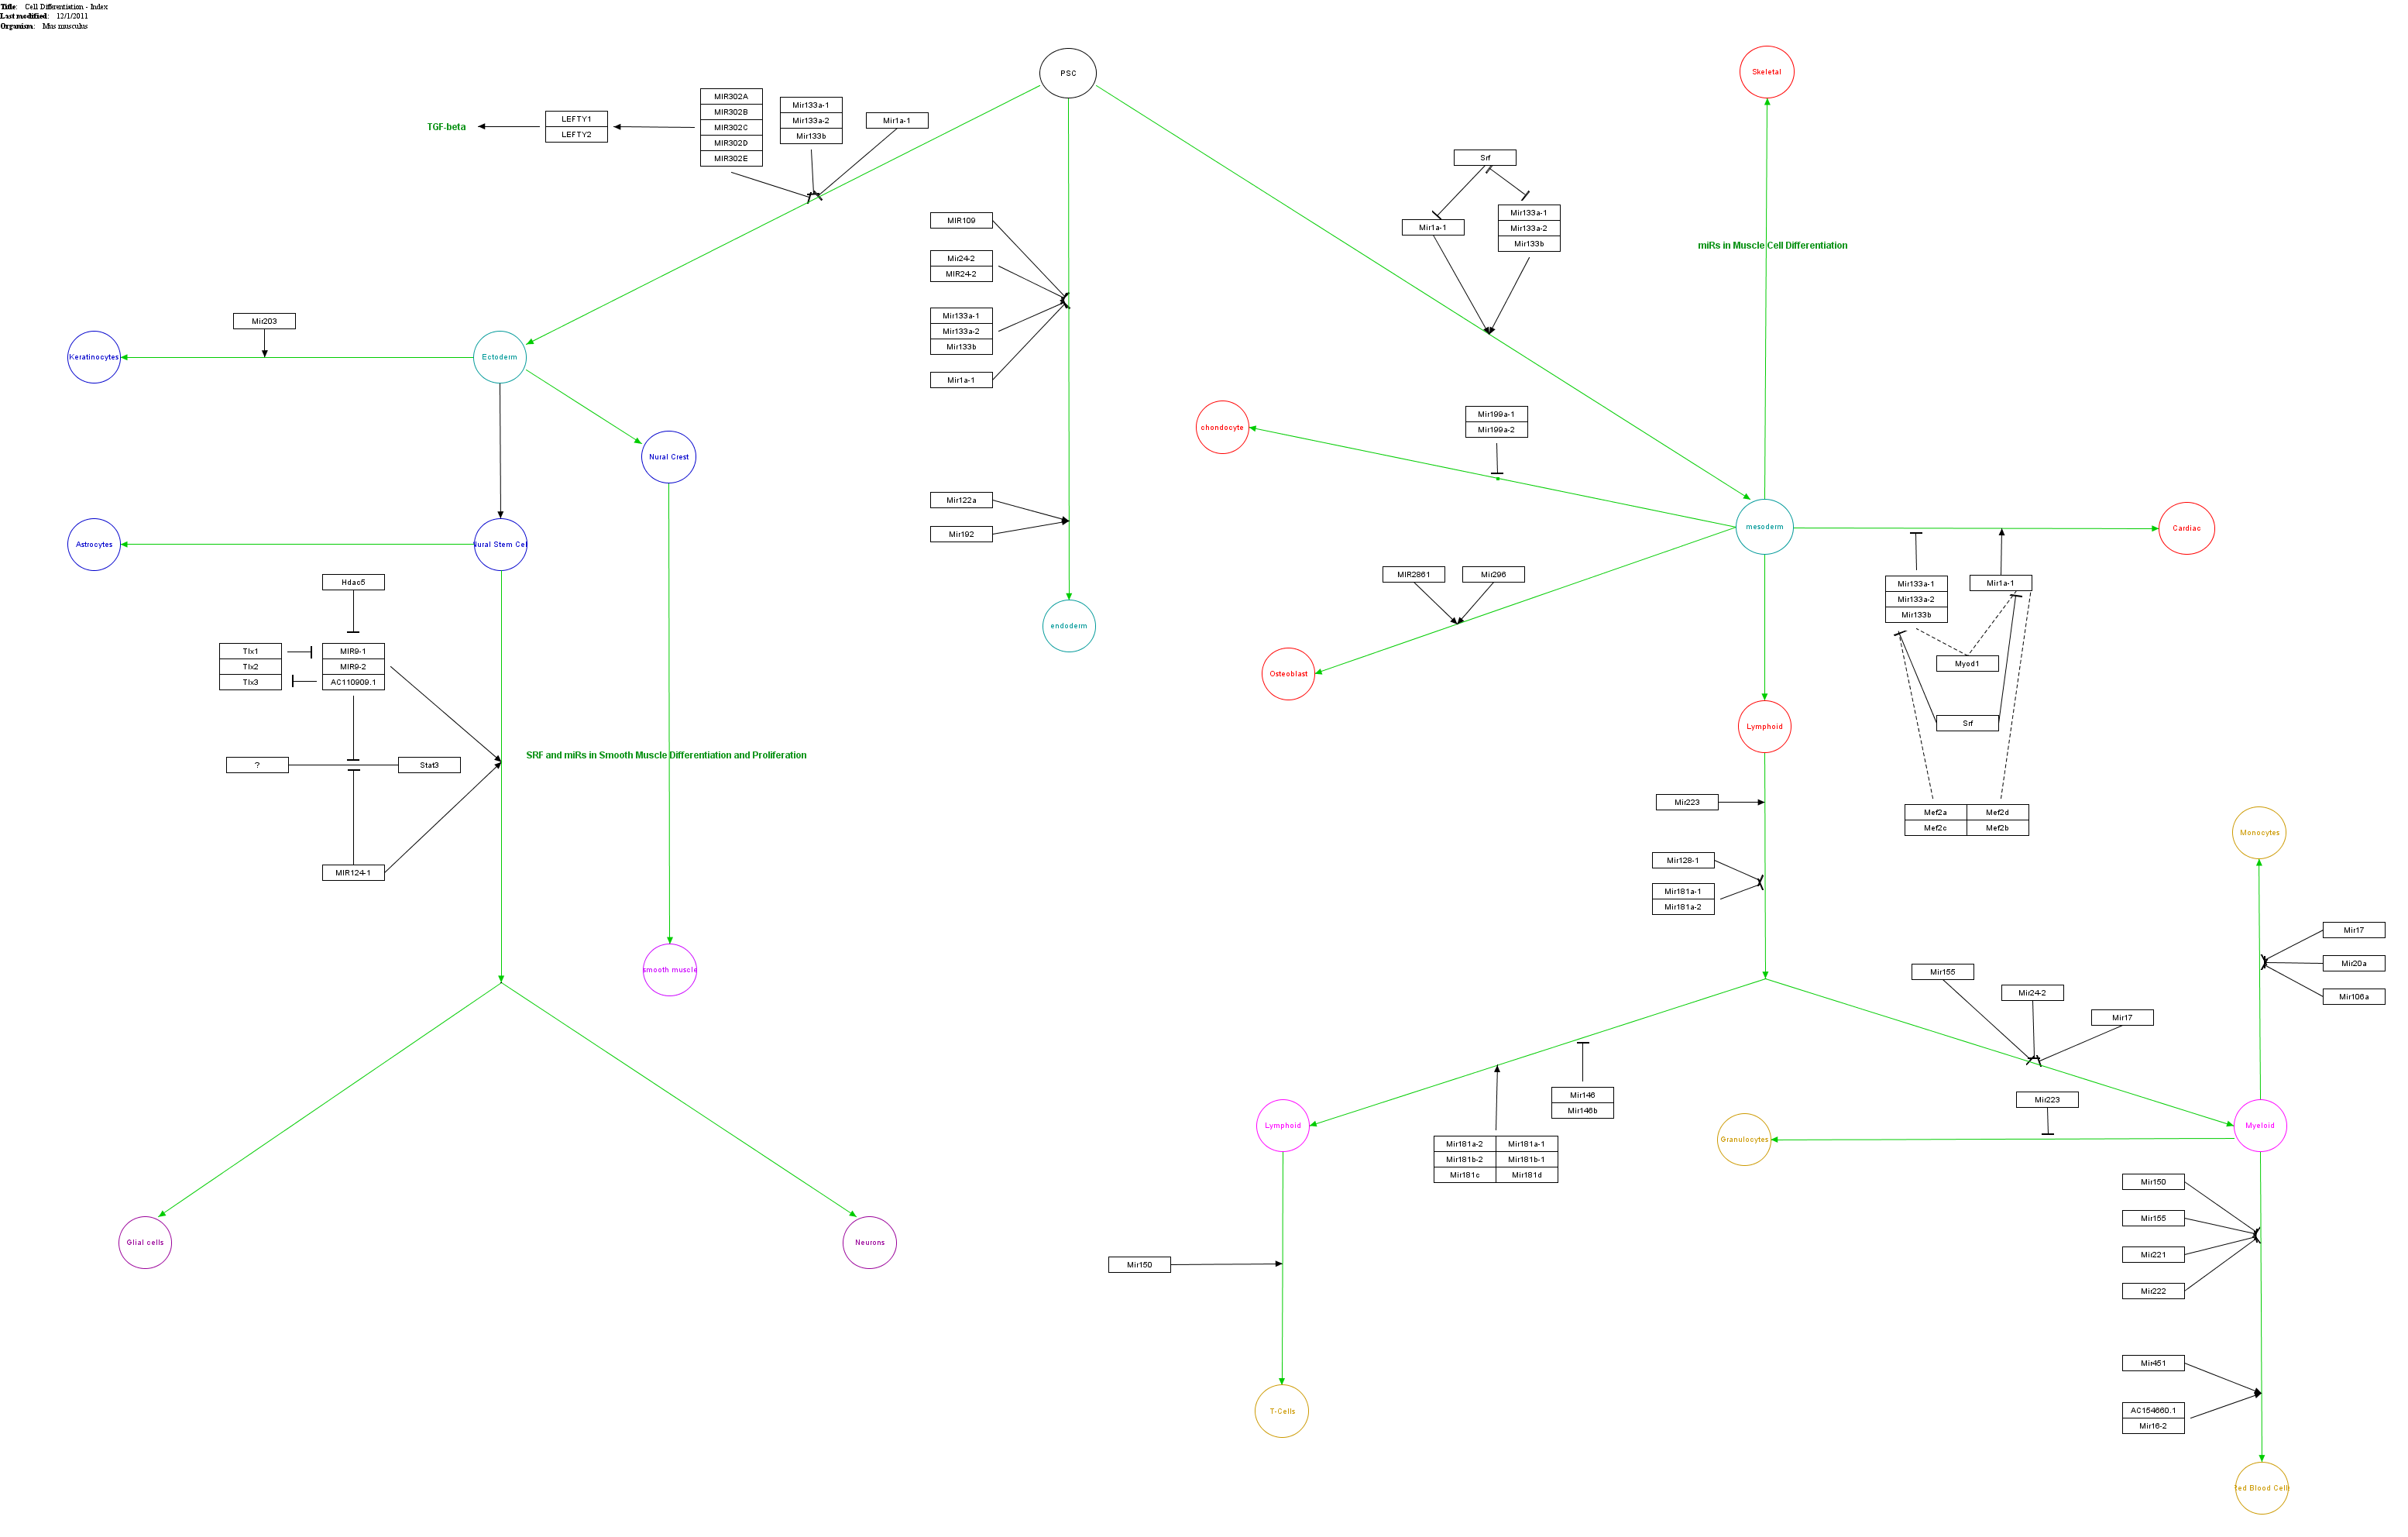 Title: Cell Differentiation - Index
Last modified: 12/1/2011
Organism: Mus musculus
PSC
Skeletal
MIR302A
MIR302B
MIR302C
MIR302D
MIR302E
Mir133a-1
Mir133a-2
Mir133b
Mir1a-1
LEFTY1
LEFTY2
TGF-beta
Srf
Mir1a-1
Mir133a-1
Mir133a-2
Mir133b
MIR109
Mir24-2
MIR24-2
Mir133a-1
Mir133a-2
Mir133b
Mir1a-1
miRs in Muscle Cell Differentiation
Mir203
Keratinocytes
Ectoderm
Nural Crest
chondocyte
Mir199a-1
Mir199a-2
Mir122a
Mir192
mesoderm
Cardiac
Astrocytes
Nural Stem Cell
Hdac5
MIR2861
Mir296
Mir133a-1
Mir133a-2
Mir133b
Mir1a-1
endoderm
Tlx1
Tlx2
Tlx3
MIR9-1
MIR9-2
AC110909.1
Osteoblast
Myod1
Srf
Lymphoid
SRF and miRs in Smooth Muscle Differentiation and Proliferation
?
Stat3
Mir223
Mef2a
Mef2d
Mef2c
Mef2b
Monocytes
MIR124-1
Mir128-1
Mir181a-1
Mir181a-2
Mir17
Mir20a
Mir106a
smooth muscle
Mir155
Mir24-2
Mir17
Mir146
Mir146b
Mir223
Lymphoid
Mir181a-2
Mir181a-1
Mir181b-2
Mir181b-1
Mir181c
Mir181d
Granulocytes
Myeloid
Mir150
Mir155
Mir221
Mir222
Glial cells
Neurons
Mir150
Mir451
AC154660.1
Mir16-2
T-Cells
Red Blood Cells